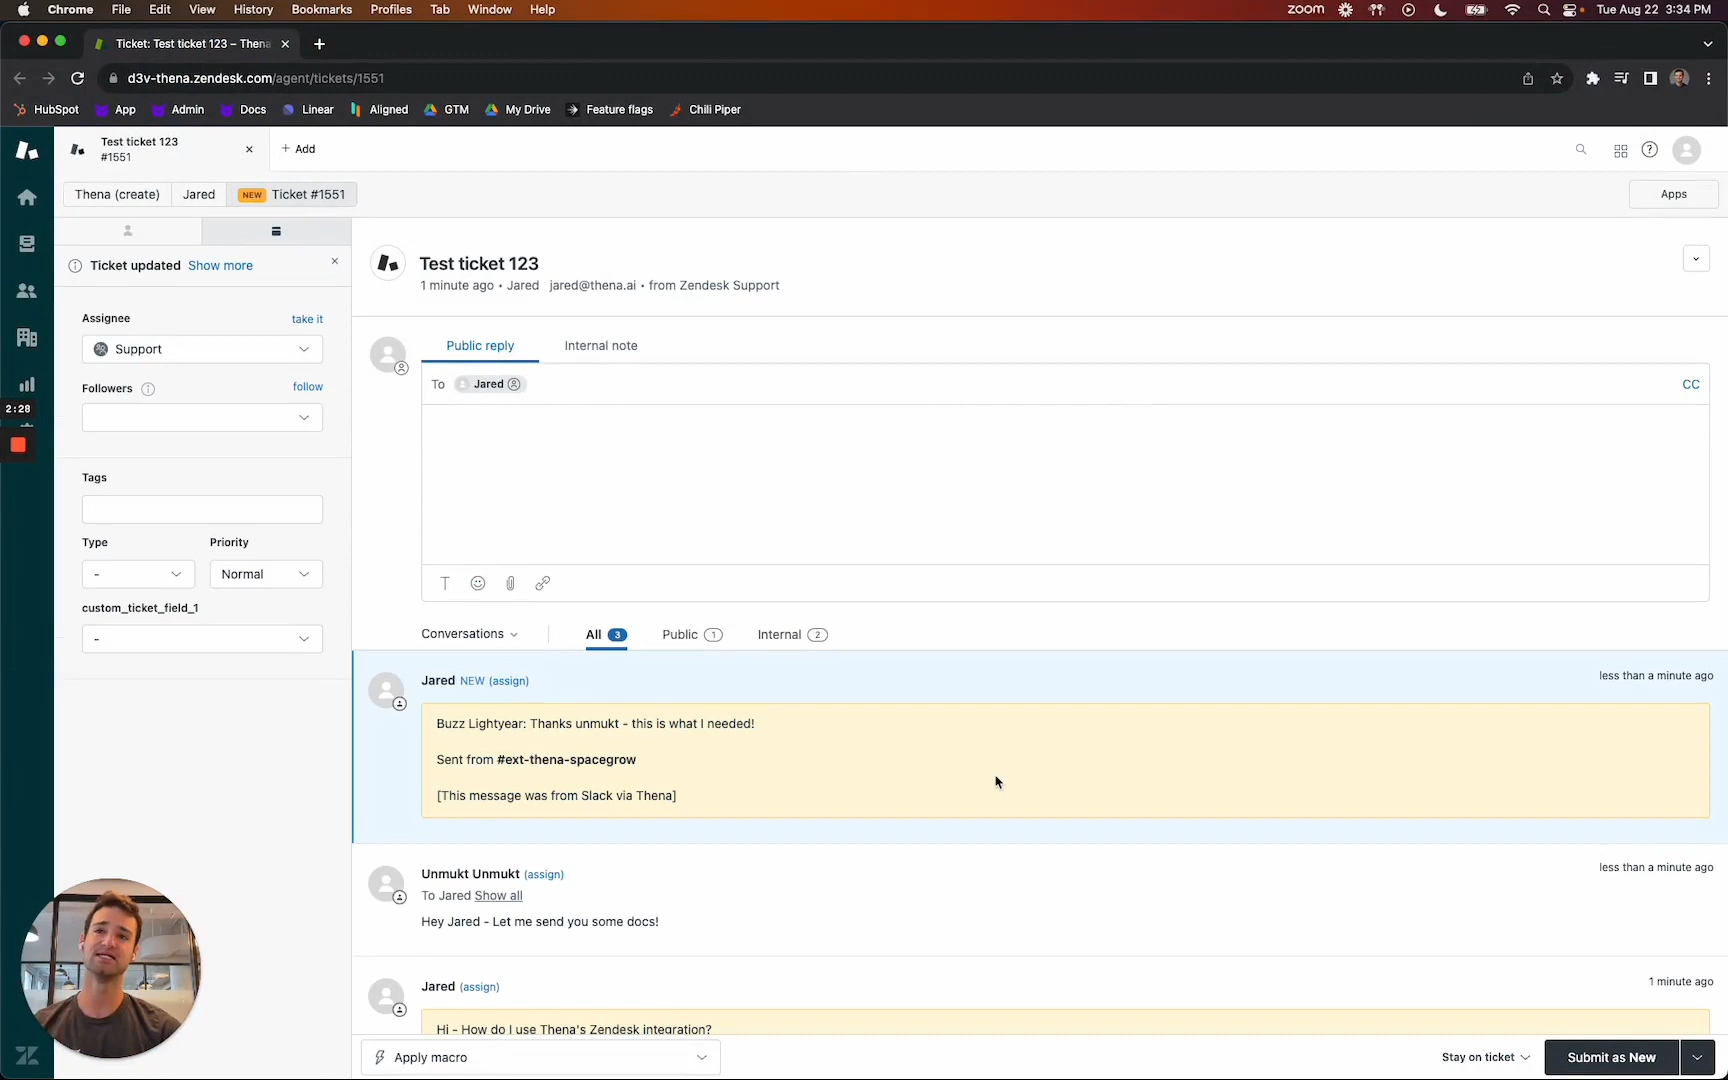 Chrome File Edit View History Bookmarks Profiles Tab Window Help zoom Tue Aug 22 3:34 PM
Ticket: Test ticket 123 – Thena
d3v-thena.zendesk.com/agent/tickets/1551
HubSpot App Admin Docs Linear Aligned GTM My Drive Feature flags Chili Piper
Test ticket 123
#1551
+ Add
Thena (create) Jared NEW Ticket #1551 Apps
Ticket updated Show more
Test ticket 123
1 minute ago • Jared jared@thena.ai • from Zendesk Support
Assignee take it
Support
Followers follow
Tags
Type Priority
- Normal
custom_ticket_field_1
-
2:28
Public reply Internal note
To Jared CC
Conversations All 3 Public 1 Internal 2
Jared NEW (assign) less than a minute ago
Buzz Lightyear: Thanks unmukt - this is what I needed!
Sent from #ext-thena-spacegrow
[This message was from Slack via Thena]
Unmukt Unmukt (assign) less than a minute ago
To Jared Show all
Hey Jared - Let me send you some docs!
Jared (assign) 1 minute ago
Hi - How do I use Thena's Zendesk integration?
Apply macro Stay on ticket Submit as New